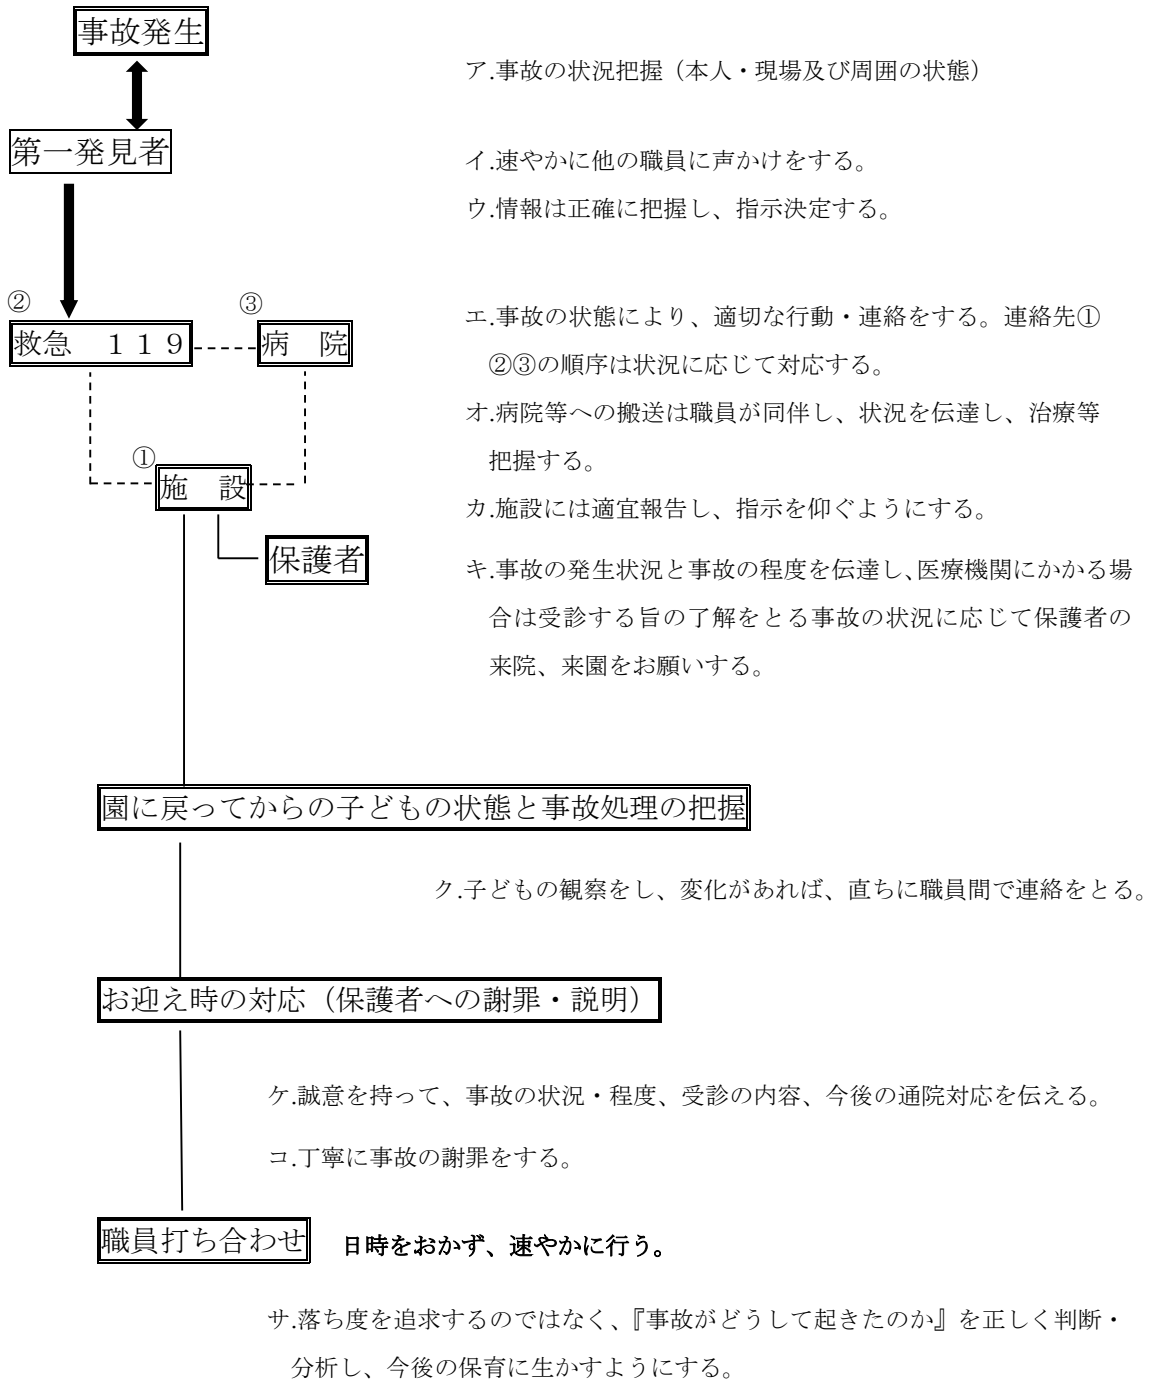 事故発生
ア.事故の状況把握（本人・現場及び周囲の状態）
第一発見者
イ.速やかに他の職員に声かけをする。
ウ.情報は正確に把握し、指示決定する。
②
③
救急　１１９
病　院
エ.事故の状態により、適切な行動・連絡をする。連絡先①
②③の順序は状況に応じて対応する。
オ.病院等への搬送は職員が同伴し、状況を伝達し、治療等
把握する。
①
施　設
カ.施設には適宜報告し、指示を仰ぐようにする。
保護者
キ.事故の発生状況と事故の程度を伝達し、医療機関にかかる場
合は受診する旨の了解をとる事故の状況に応じて保護者の
来院、来園をお願いする。
園に戻ってからの子どもの状態と事故処理の把握
ク.子どもの観察をし、変化があれば、直ちに職員間で連絡をとる。
お迎え時の対応（保護者への謝罪・説明）
ケ.誠意を持って、事故の状況・程度、受診の内容、今後の通院対応を伝える。
コ.丁寧に事故の謝罪をする。
職員打ち合わせ
日時をおかず、速やかに行う。
サ.落ち度を追求するのではなく、『事故がどうして起きたのか』を正しく判断・
分析し、今後の保育に生かすようにする。